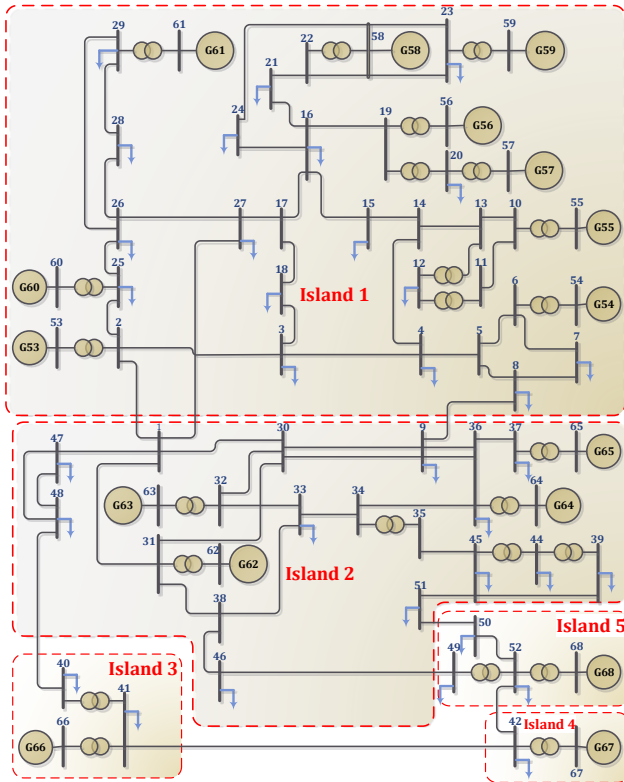 29 61 G61
22 58 G58
23 59 G59
21
24 16 19 56 G56
20 57 G57
28
26 27 17 15 14 13 10 55 G55
60 25 18 12 11
G60 Island 1 6 54 G54
53 2 3 4 5 7
G53
8
1 30 9 36 37 65 G65
47
48 63 32 33 34 64 G64
G63
35
31 62 G62 45 44 39
Island 2
38 51
50 Island 5
46 49 52 68 G68
40 Island 3
41
66 42 Island 4
G66 G67
67